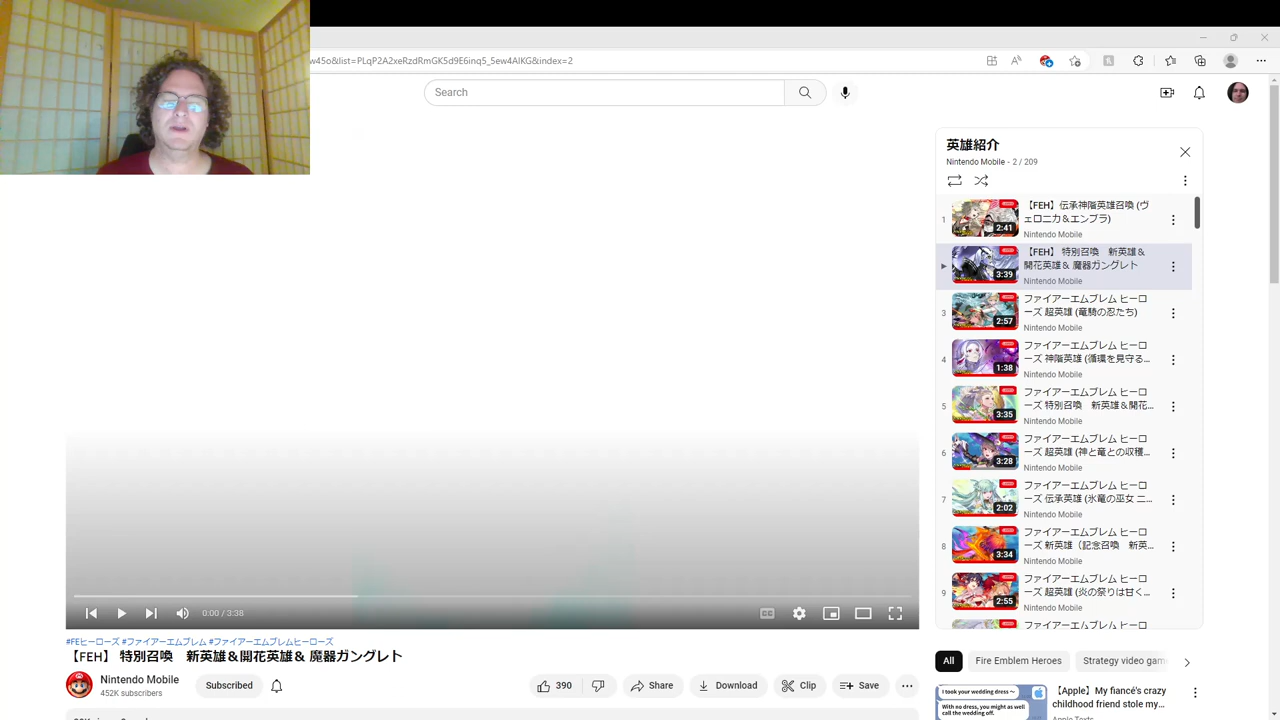 w45o&list=PLqP2A2xeRzdRmGK5d9E6inq5_5ew4AlKG&index=2
Search
英雄紹介
Nintendo Mobile - 2 / 209
1
2:41
【FEH】伝承神階英雄召喚 (ヴ
ェロニカ＆エンブラ)
Nintendo Mobile
3:39
【FEH】 特別召喚　新英雄＆
開花英雄＆ 魔器ガングレト
Nintendo Mobile
3
2:57
ファイアーエムブレム ヒーロ
ーズ 超英雄 (竜騎の忍たち)
Nintendo Mobile
4
1:38
ファイアーエムブレム ヒーロ
ーズ 神階英雄 (循環を見守る...
Nintendo Mobile
5
3:35
ファイアーエムブレム ヒーロ
ーズ 特別召喚　新英雄＆開花...
Nintendo Mobile
6
3:28
ファイアーエムブレム ヒーロ
ーズ 超英雄 (神と竜との収穫...
Nintendo Mobile
7
2:02
ファイアーエムブレム ヒーロ
ーズ 伝承英雄 (氷竜の巫女 ニ...
Nintendo Mobile
8
3:34
ファイアーエムブレム ヒーロ
ーズ 新英雄（記念召喚　新英...
Nintendo Mobile
9
2:55
ファイアーエムブレム ヒーロ
ーズ 超英雄 (炎の祭りは甘く...
Nintendo Mobile
ファイアーエムブレム ヒーロ
0:00 / 3:38
CC
#FEヒーローズ #ファイアーエムブレム #ファイアーエムブレムヒーローズ
【FEH】 特別召喚　新英雄＆開花英雄＆ 魔器ガングレト
Nintendo Mobile
452K subscribers
Subscribed
390
Share
Download
Clip
Save
All
Fire Emblem Heroes
Strategy video gam
I took your wedding dress ~
With no dress, you might as well
call the wedding off.
【Apple】My fiancé's crazy
childhood friend stole my...
Apple Texts